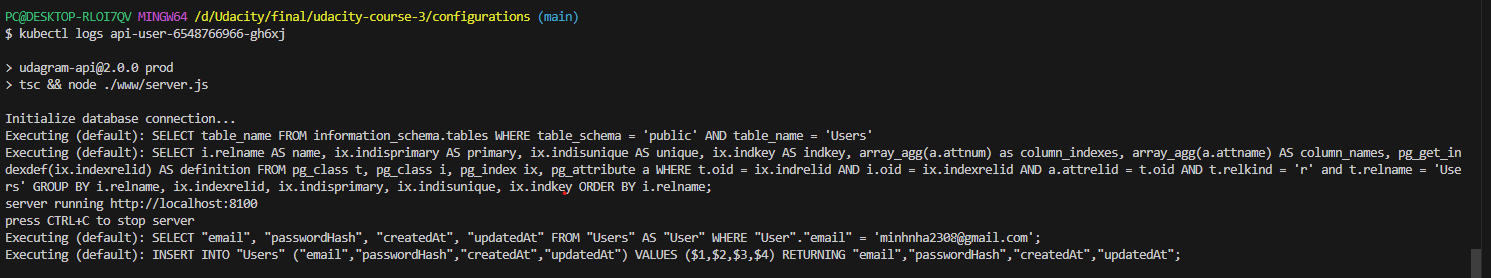 PC@DESKTOP-RLOI7QV MINGW64 /d/Udacity/final/udacity-course-3/configurations (main)
$ kubectl logs api-user-6548766966-gh6xj
> udagram-api@2.0.0 prod
> tsc && node ./www/server.js
Initialize database connection...
Executing (default): SELECT table_name FROM information_schema.tables WHERE table_schema = 'public' AND table_name = 'Users'
Executing (default): SELECT i.relname AS name, ix.indisprimary AS primary, ix.indisunique AS unique, ix.indkey AS indkey, array_agg(a.attnum) as column_indexes, array_agg(a.attname) AS column_names, pg_get_in
dexdef(ix.indexrelid) AS definition FROM pg_class t, pg_class i, pg_index ix, pg_attribute a WHERE t.oid = ix.indrelid AND i.oid = ix.indexrelid AND a.attrelid = t.oid AND t.relkind = 'r' and t.relname = 'Use
rs' GROUP BY i.relname, ix.indexrelid, ix.indisprimary, ix.indisunique, ix.indkey ORDER BY i.relname;
server running http://localhost:8100
press CTRL+C to stop server
Executing (default): SELECT "email", "passwordHash", "createdAt", "updatedAt" FROM "Users" AS "User" WHERE "User"."email" = 'minhnha2308@gmail.com';
Executing (default): INSERT INTO "Users" ("email","passwordHash","createdAt","updatedAt") VALUES ($1,$2,$3,$4) RETURNING "email","passwordHash","createdAt","updatedAt";